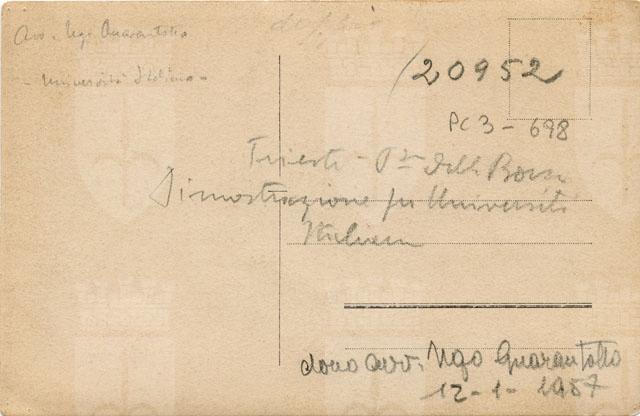 Avv. Ugo Quarantotto
- Università Italiana -
/20952
PC 3 - 698
Trieste - Pza della Borsa
Dimostrazione per Università
Italiana
dono avv. Ugo Quarantotto
12-1-1957